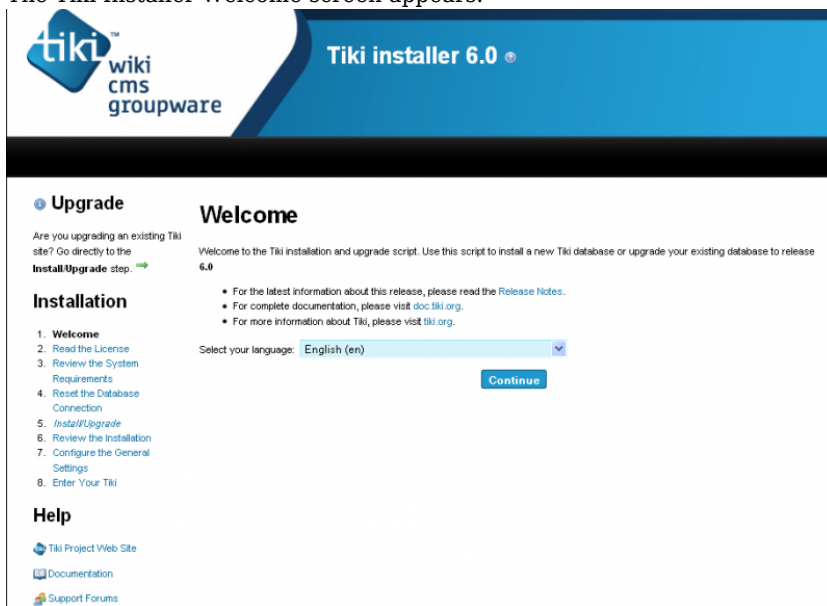 The Tiki Installer Welcome screen appears.
tiki™
wiki
cms
groupware
Tiki installer 6.0
Upgrade
Are you upgrading an existing Tiki
site? Go directly to the
Install/Upgrade step.
Installation
1. Welcome
2. Read the License
3. Review the System
Requirements
4. Reset the Database
Connection
5. Install/Upgrade
6. Review the Installation
7. Configure the General
Settings
8. Enter Your Tiki
Help
Tiki Project Web Site
Documentation
Support Forums
Welcome
Welcome to the Tiki installation and upgrade script. Use this script to install a new Tiki database or upgrade your existing database to release
6.0
• For the latest information about this release, please read the Release Notes.
• For complete documentation, please visit doc.tiki.org.
• For more information about Tiki, please visit tiki.org.
Select your language: English (en)
Continue